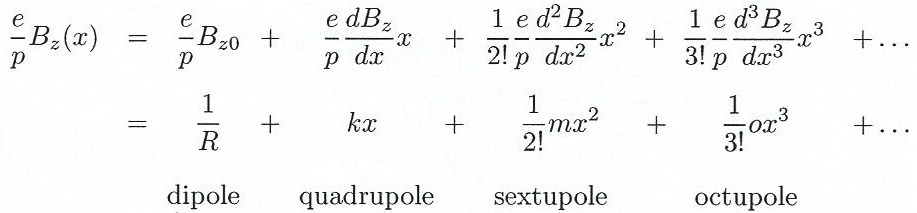 e/p B_z(x) = e/p B_z0 + e/p dB_z/dx x + 1/2! e/p d²B_z/dx² x² + 1/3! e/p d³B_z/dx³ x³ + ...
= 1/R + kx + 1/2! mx² + 1/3! ox³ + ...
dipole quadrupole sextupole octupole